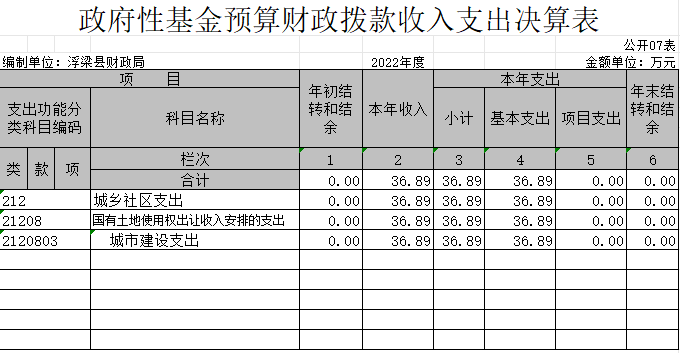 政府性基金预算财政拨款收入支出决算表
公开07表
编制单位：浮梁县财政局 2022年度 金额单位：万元
项 目 年初结转和结余 本年收入 本年支出 年末结转和结余
支出功能分类科目编码 科目名称 小计 基本支出 项目支出
类 款 项 栏次 1 2 3 4 5 6
合计 0.00 36.89 36.89 36.89 0.00 0.00
212 城乡社区支出 0.00 36.89 36.89 36.89 0.00 0.00
21208 国有土地使用权出让收入安排的支出 0.00 36.89 36.89 36.89 0.00 0.00
2120803 城市建设支出 0.00 36.89 36.89 36.89 0.00 0.00